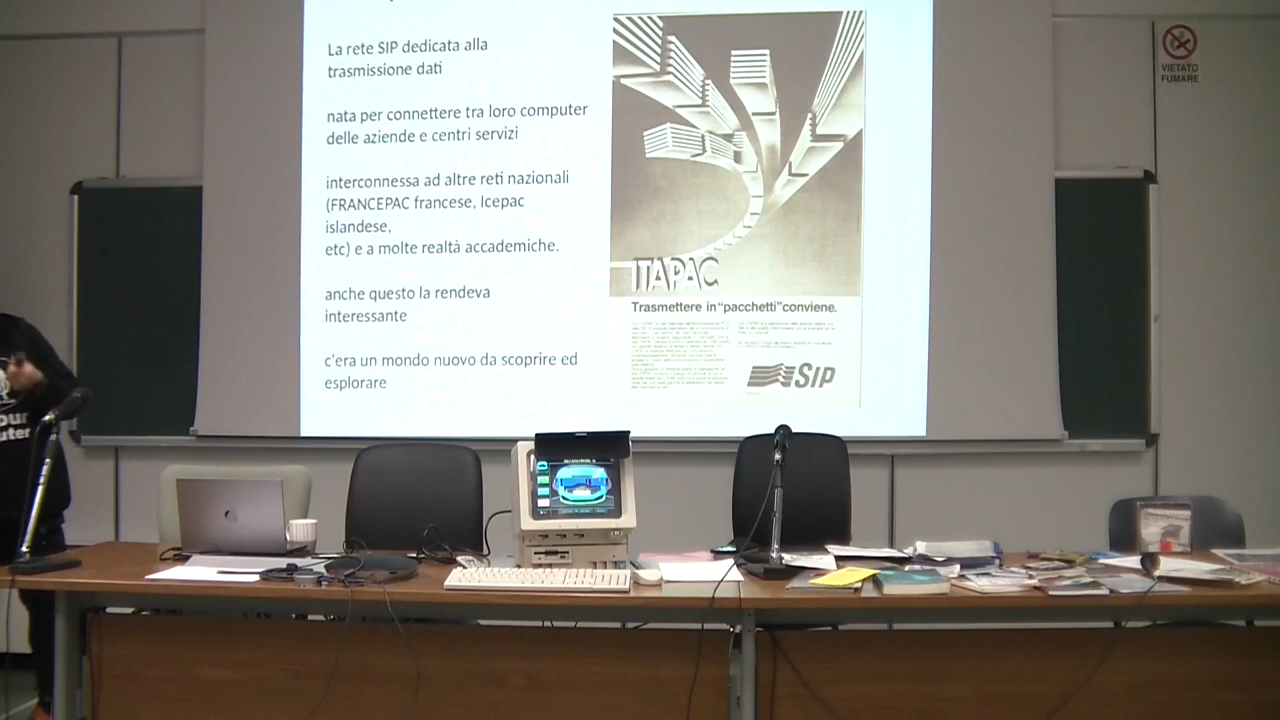 La rete SIP dedicata alla
trasmissione dati
nata per connettere tra loro computer
delle aziende e centri servizi
interconnessa ad altre reti nazionali
(FRANCEPAC francese, Icepac
islandese,
etc) e a molte realtà accademiche.
anche questo la rendeva
interessante
c'era un mondo nuovo da scoprire ed
esplorare
ITAPAC
Trasmettere in "pacchetti" conviene.
SIP
VIETATO
FUMARE